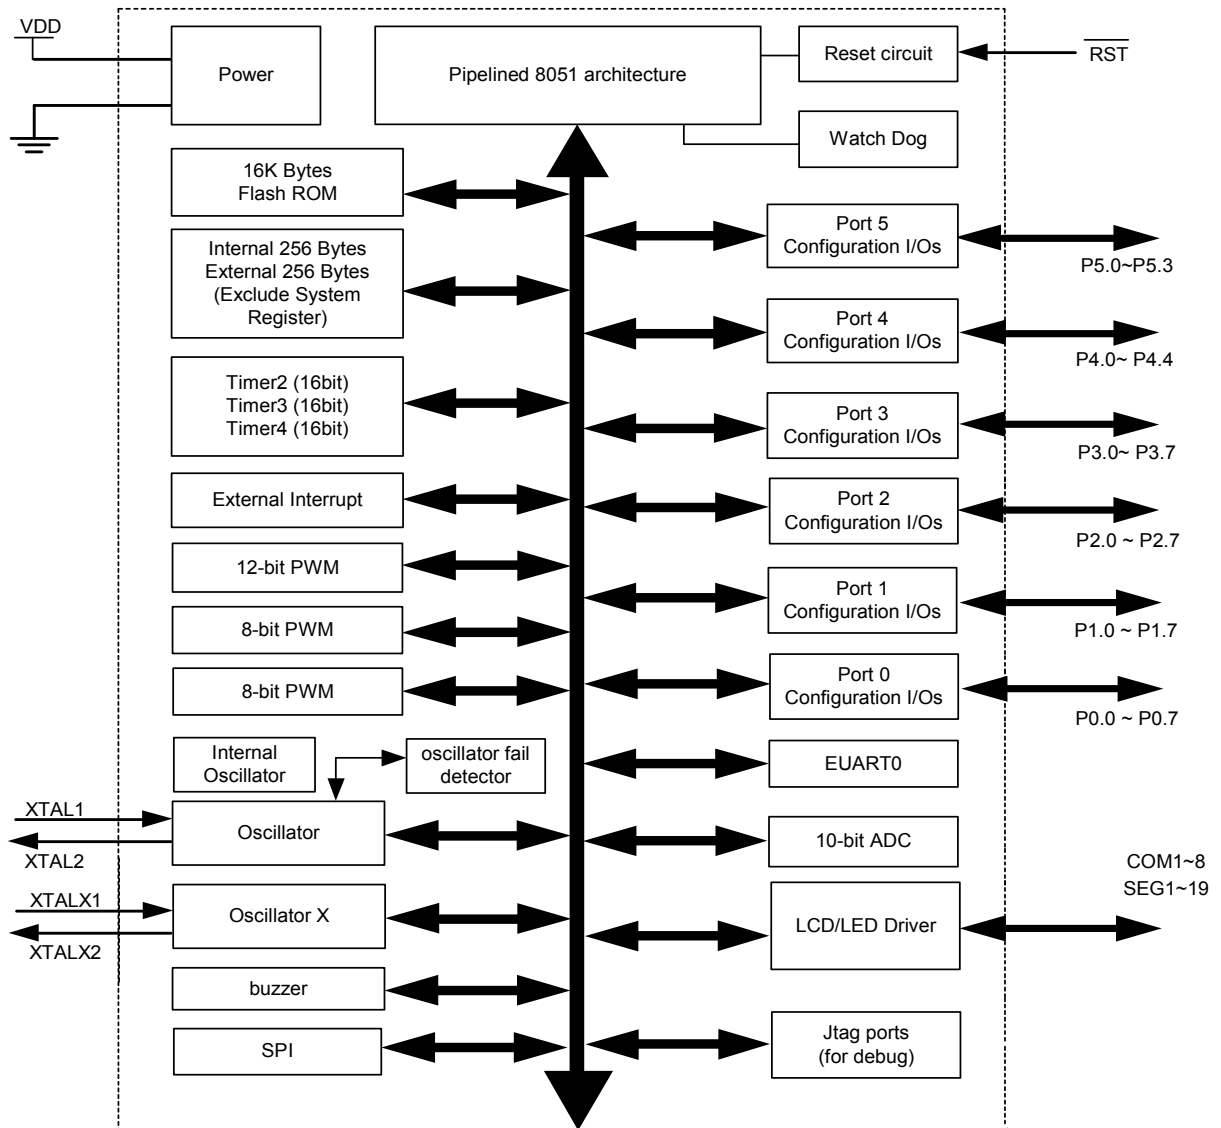 VDD
Power
Pipelined 8051 architecture
Reset circuit
RST
Watch Dog
16K Bytes
Flash ROM
Internal 256 Bytes
External 256 Bytes
(Exclude System
Register)
Timer2 (16bit)
Timer3 (16bit)
Timer4 (16bit)
External Interrupt
12-bit PWM
8-bit PWM
8-bit PWM
Internal
Oscillator
oscillator fail
detector
XTAL1
Oscillator
XTAL2
XTALX1
Oscillator X
XTALX2
buzzer
SPI
Port 5
Configuration I/Os
P5.0~P5.3
Port 4
Configuration I/Os
P4.0~ P4.4
Port 3
Configuration I/Os
P3.0~ P3.7
Port 2
Configuration I/Os
P2.0 ~ P2.7
Port 1
Configuration I/Os
P1.0 ~ P1.7
Port 0
Configuration I/Os
P0.0 ~ P0.7
EUART0
10-bit ADC
COM1~8
SEG1~19
LCD/LED Driver
Jtag ports
(for debug)